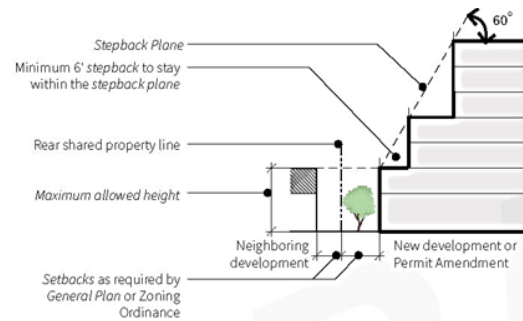 60°
Stepback Plane
Minimum 6' stepback to stay
within the stepback plane
Rear shared property line
Maximum allowed height
Neighboring
development
New development or
Permit Amendment
Setbacks as required by
General Plan or Zoning
Ordinance